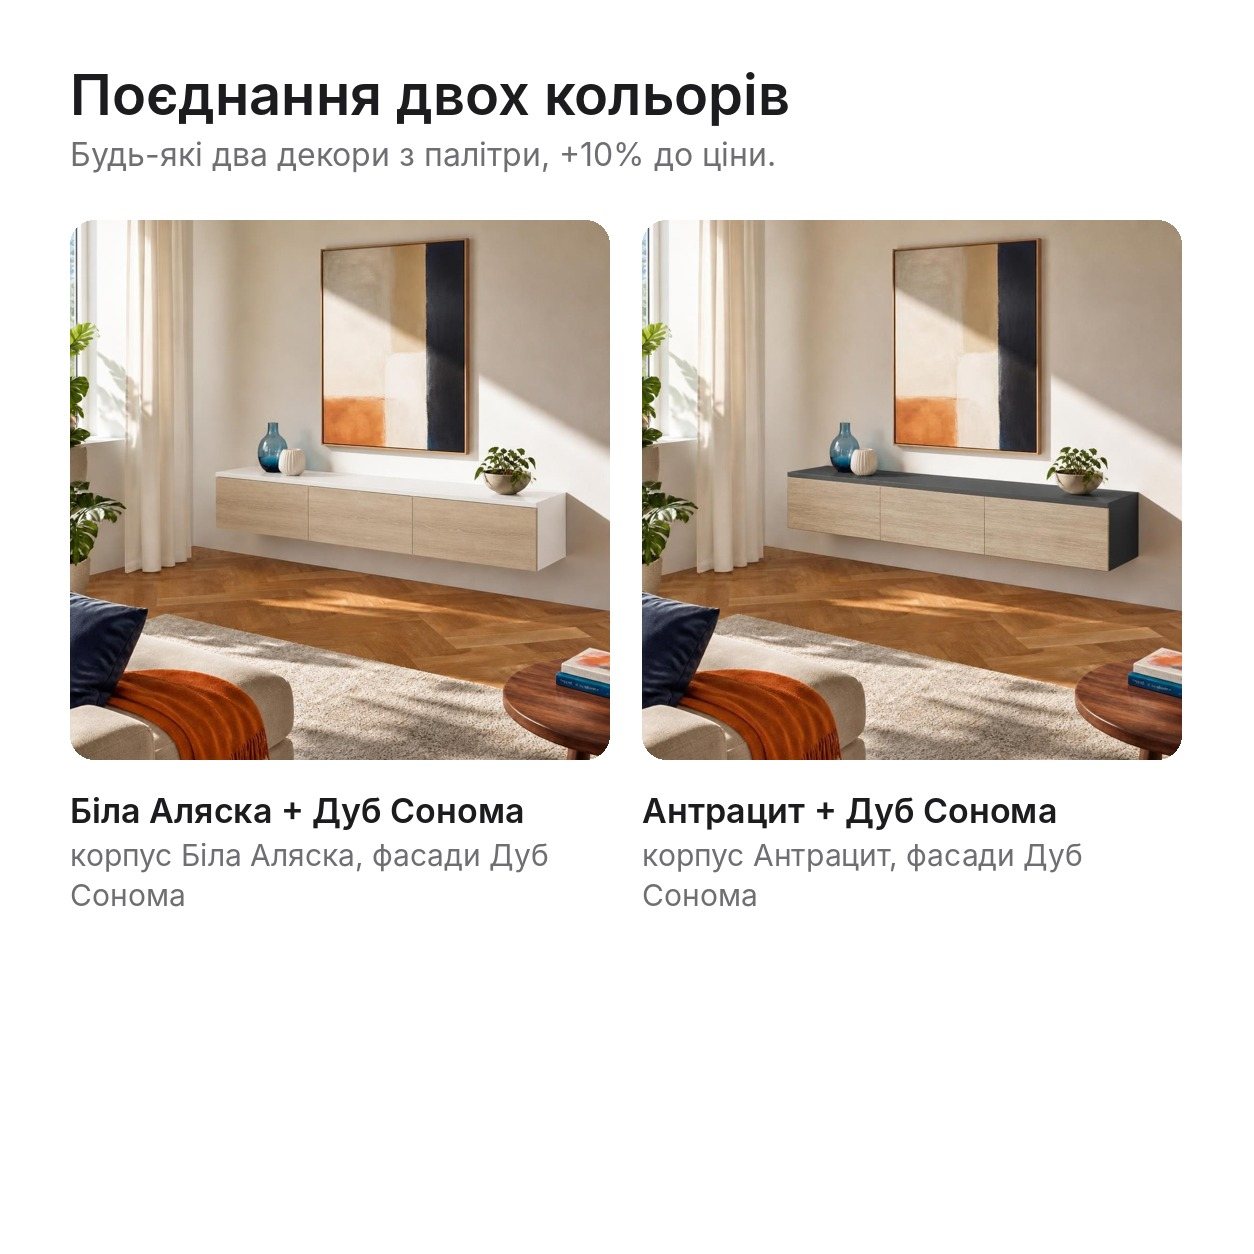 Поєднання двох кольорів
Будь-які два декори з палітри, +10% до ціни.
Біла Аляска + Дуб Сонома
корпус Біла Аляска, фасади Дуб
Сонома
Антрацит + Дуб Сонома
корпус Антрацит, фасади Дуб
Сонома